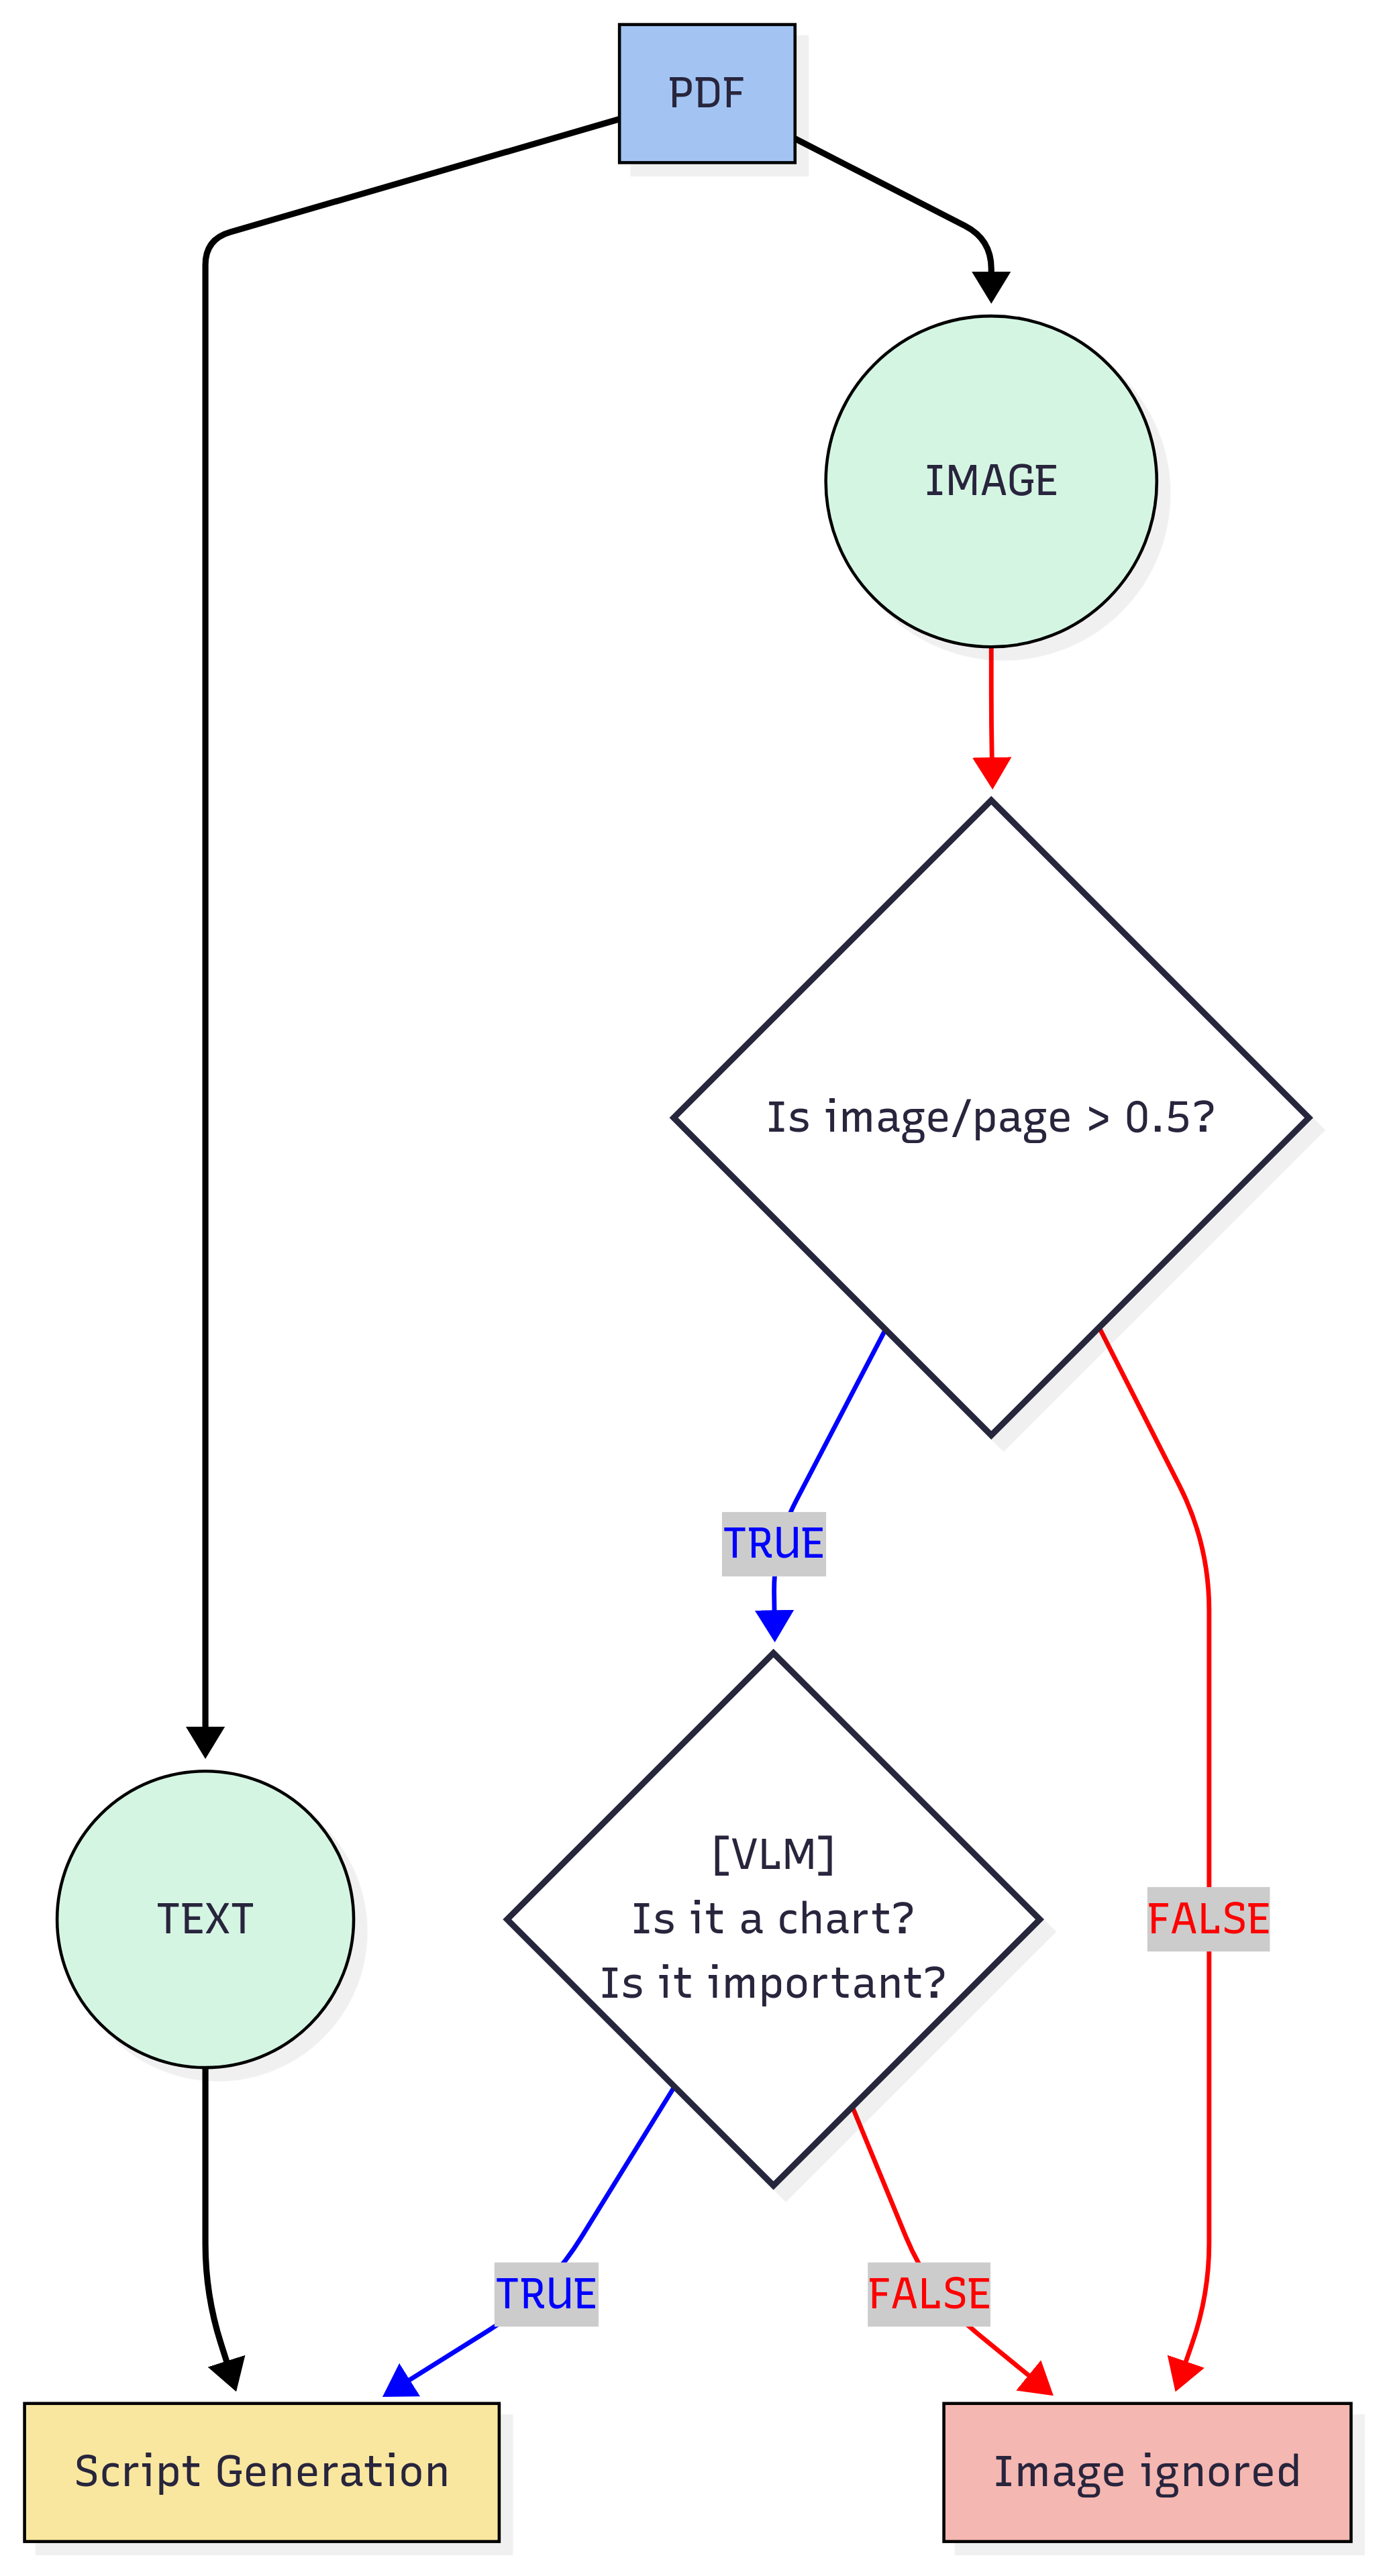 PDF
IMAGE
Is image/page > 0.5?
TRUE
[VLM]
Is it a chart?
Is it important?
TEXT
FALSE
TRUE
FALSE
Script Generation
Image ignored